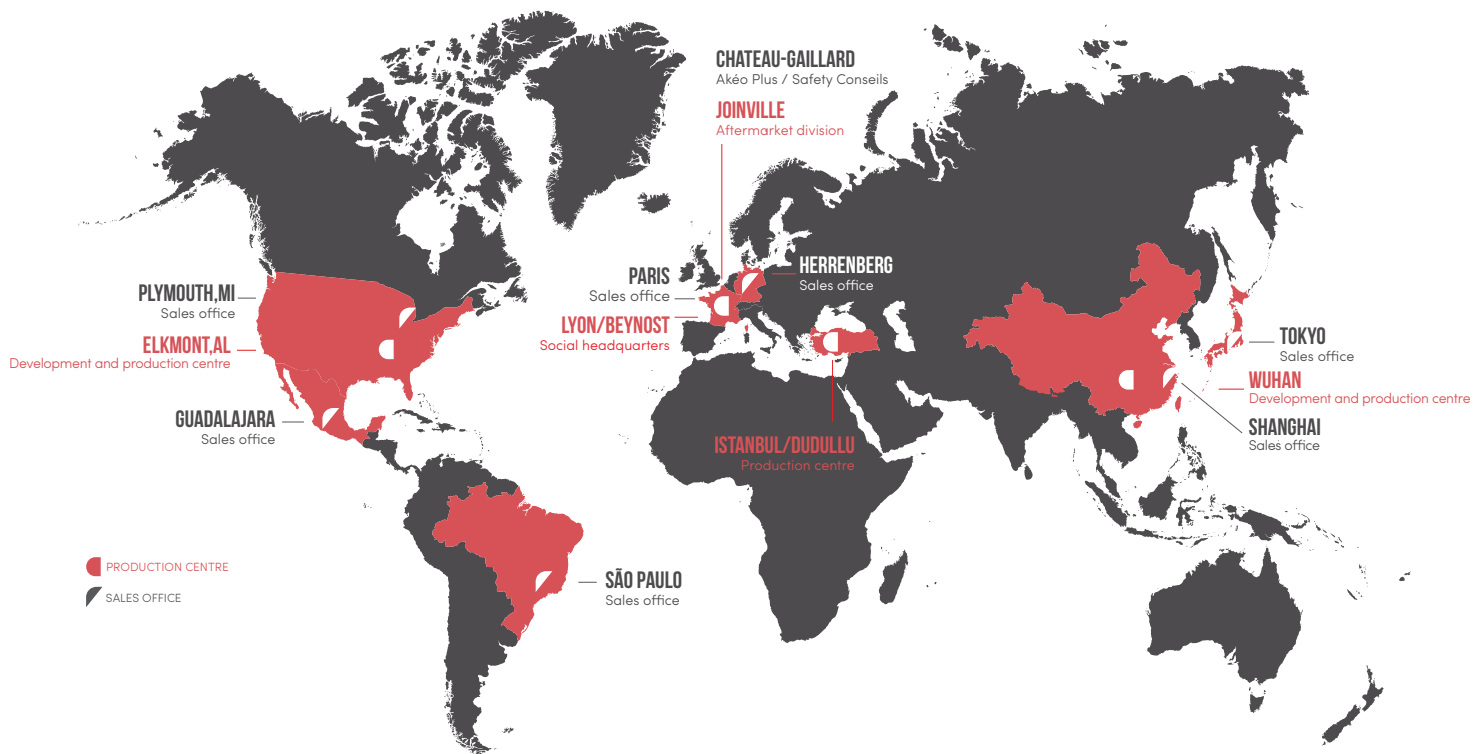 CHATEAU-GAILLARD
Akéo Plus / Safety Conseils
JOINVILLE
Aftermarket division
PARIS
Sales office
HERRENBERG
Sales office
LYON/BEYNOST
Social headquarters
PLYMOUTH,MI
Sales office
ELKMONT,AL
Development and production centre
GUADALAJARA
Sales office
TOKYO
Sales office
WUHAN
Development and production centre
SHANGHAI
Sales office
ISTANBUL/DUDULLU
Production centre
SÃO PAULO
Sales office
PRODUCTION CENTRE
SALES OFFICE